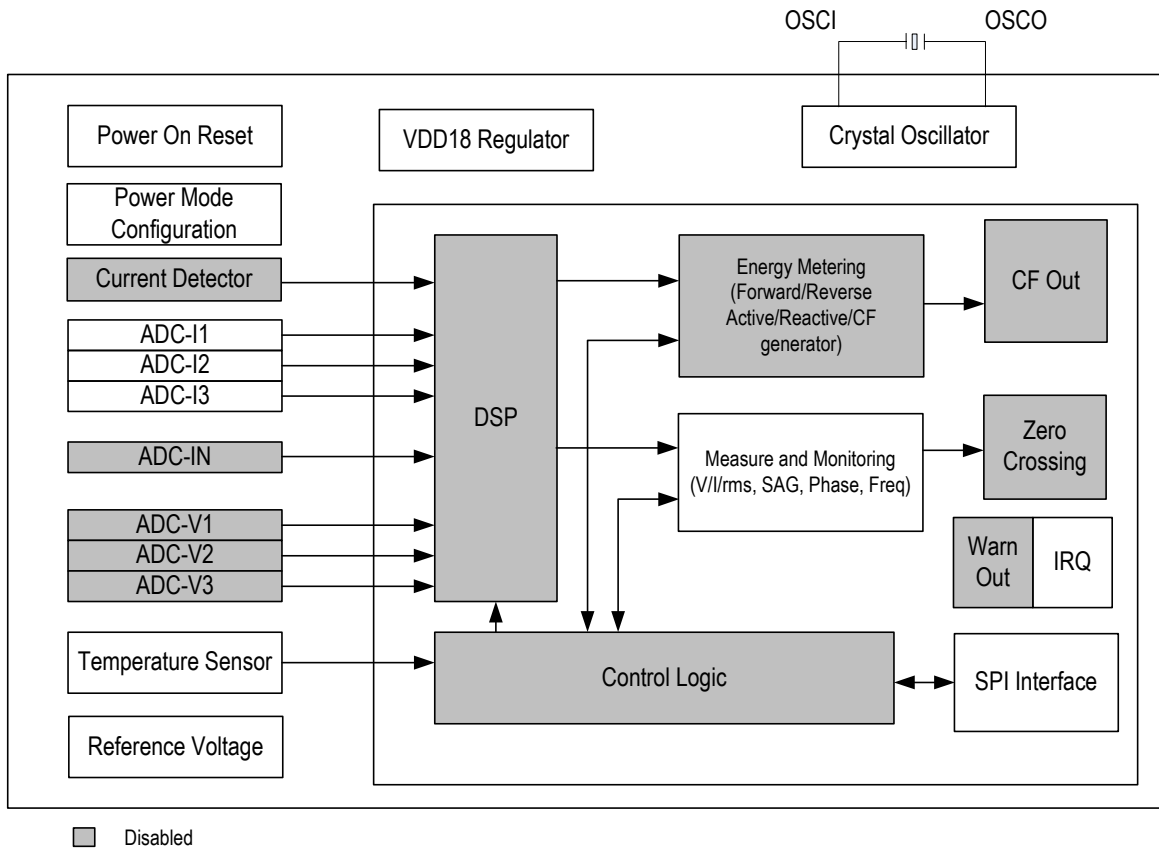 OSCI
OSCO
Power On Reset
VDD18 Regulator
Crystal Oscillator
Power Mode
Configuration
Current Detector
ADC-I1
ADC-I2
ADC-I3
ADC-IN
ADC-V1
ADC-V2
ADC-V3
Temperature Sensor
Reference Voltage
DSP
Energy Metering
(Forward/Reverse
Active/Reactive/CF
generator)
CF Out
Measure and Monitoring
(V/I/rms, SAG, Phase, Freq)
Zero
Crossing
Warn
Out
IRQ
Control Logic
SPI Interface
Disabled